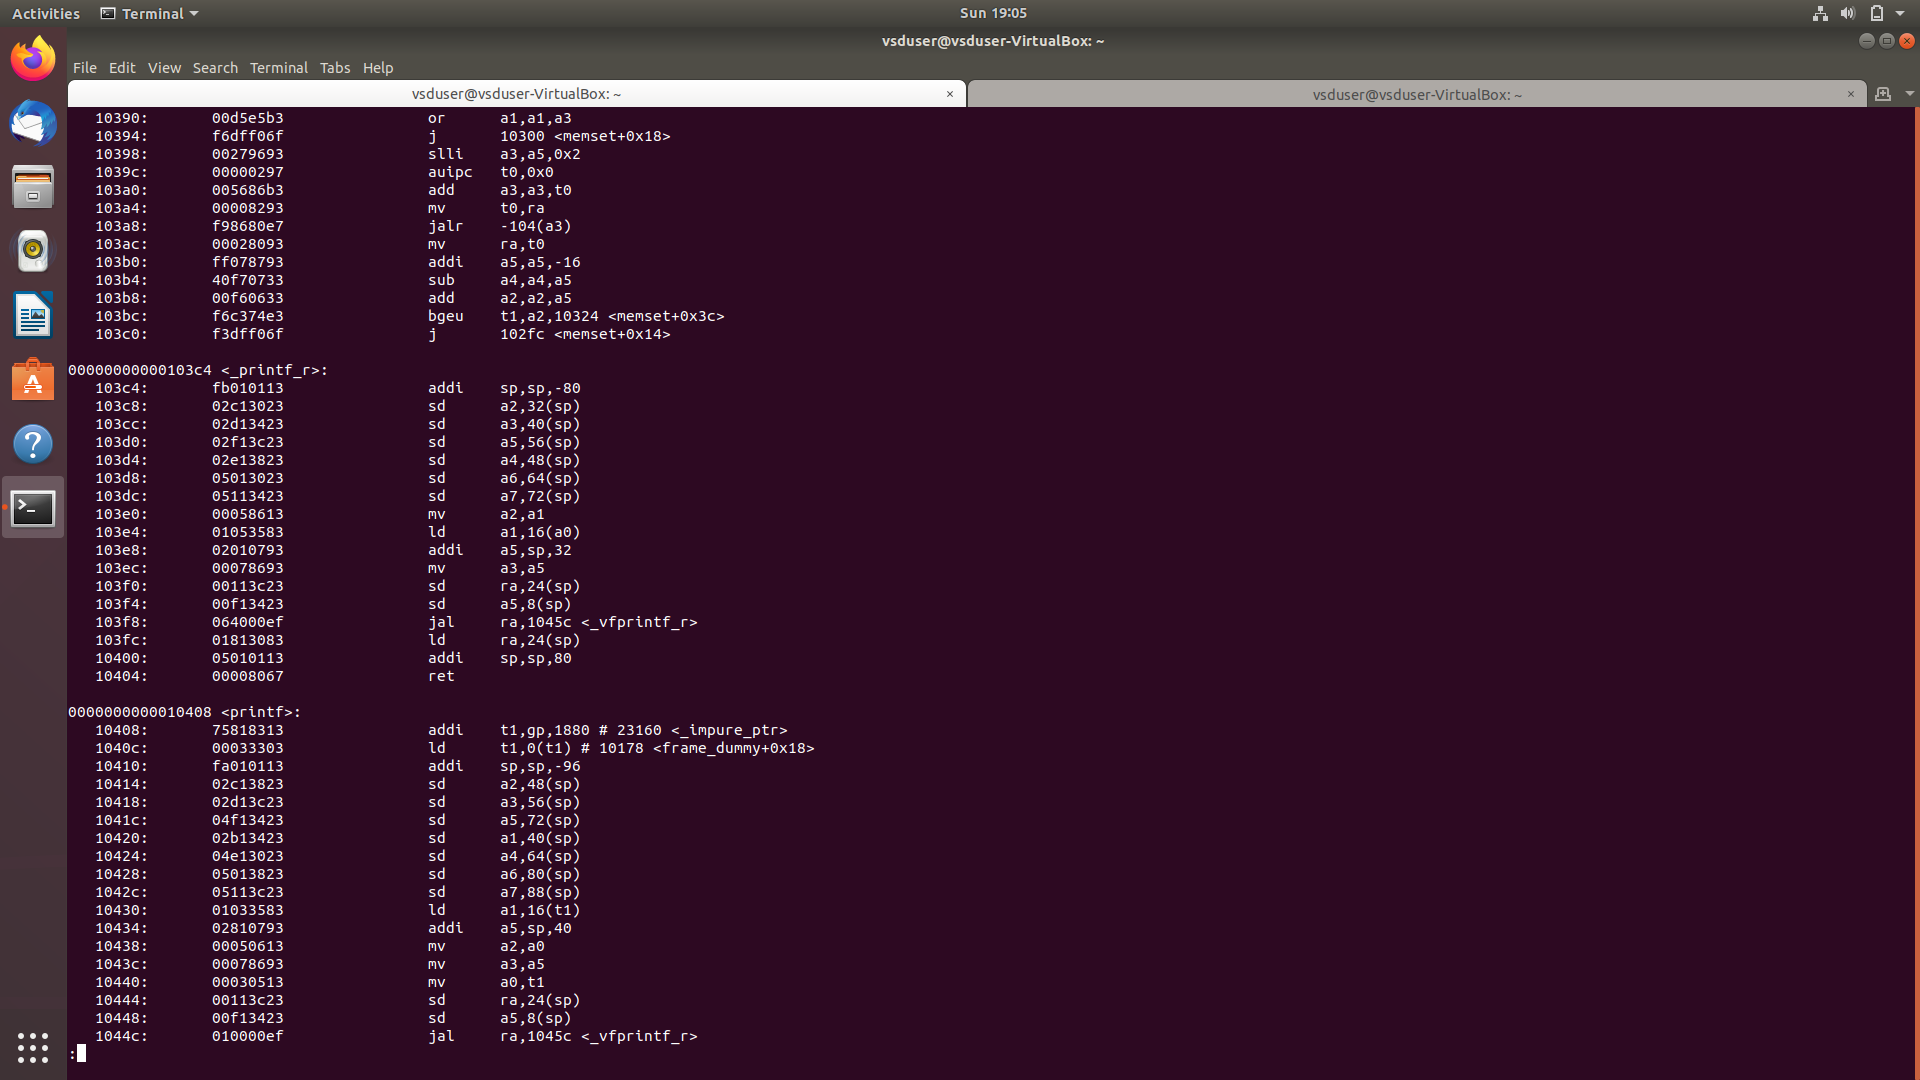 Activities Terminal Sun 19:05
vsduser@vsduser-VirtualBox: ~
File Edit View Search Terminal Tabs Help
vsduser@vsduser-VirtualBox: ~ × vsduser@vsduser-VirtualBox: ~ ×
10390: 00d5e5b3 or a1,a1,a3
10394: f6dff06f j 10300 <memset+0x18>
10398: 00279693 slli a3,a5,0x2
1039c: 00000297 auipc t0,0x0
103a0: 005686b3 add a3,a3,t0
103a4: 00008293 mv t0,ra
103a8: f98680e7 jalr -104(a3)
103ac: 00028093 mv ra,t0
103b0: ff078793 addi a5,a5,-16
103b4: 40f70733 sub a4,a4,a5
103b8: 00f60633 add a2,a2,a5
103bc: f6c374e3 bgeu t1,a2,10324 <memset+0x3c>
103c0: f3dff06f j 102fc <memset+0x14>
00000000000103c4 <_printf_r>:
103c4: fb010113 addi sp,sp,-80
103c8: 02c13023 sd a2,32(sp)
103cc: 02d13423 sd a3,40(sp)
103d0: 02f13c23 sd a5,56(sp)
103d4: 02e13823 sd a4,48(sp)
103d8: 05013023 sd a6,64(sp)
103dc: 05113423 sd a7,72(sp)
103e0: 00058613 mv a2,a1
103e4: 01053583 ld a1,16(a0)
103e8: 02010793 addi a5,sp,32
103ec: 00078693 mv a3,a5
103f0: 00113c23 sd ra,24(sp)
103f4: 00f13423 sd a5,8(sp)
103f8: 064000ef jal ra,1045c <_vfprintf_r>
103fc: 01813083 ld ra,24(sp)
10400: 05010113 addi sp,sp,80
10404: 00008067 ret
0000000000010408 <printf>:
10408: 75818313 addi t1,gp,1880 # 23160 <_impure_ptr>
1040c: 00033303 ld t1,0(t1) # 10178 <frame_dummy+0x18>
10410: fa010113 addi sp,sp,-96
10414: 02c13823 sd a2,48(sp)
10418: 02d13c23 sd a3,56(sp)
1041c: 04f13423 sd a5,72(sp)
10420: 02b13423 sd a1,40(sp)
10424: 04e13023 sd a4,64(sp)
10428: 05013823 sd a6,80(sp)
1042c: 05113c23 sd a7,88(sp)
10430: 01033583 ld a1,16(t1)
10434: 02810793 addi a5,sp,40
10438: 00050613 mv a2,a0
1043c: 00078693 mv a3,a5
10440: 00030513 mv a0,t1
10444: 00113c23 sd ra,24(sp)
10448: 00f13423 sd a5,8(sp)
1044c: 010000ef jal ra,1045c <_vfprintf_r>
: